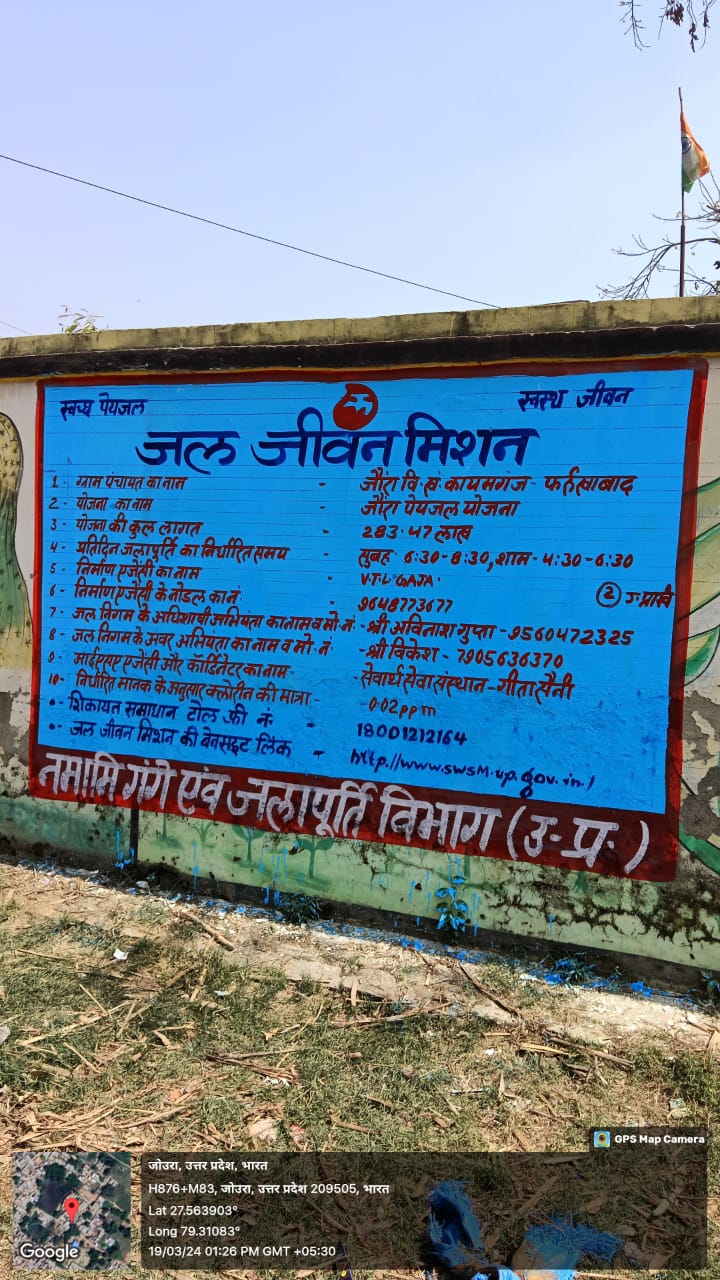 स्वच्छ पेयजल
स्वस्थ जीवन
जल जीवन मिशन
1- ग्राम पंचायत का नाम - जौंरा वि॰ खं॰ कायमगंज- फर्रुखाबाद
2- योजना का नाम जौंरा पेयजल योजना
3- योजना की कुल लागत - 283.47 लाख
4- प्रतिदिन जलापूर्ति का निर्धारित समय - सुबह: 6:30-8:30, शाम- 4:30-6:30
5- निर्माण एजेंसी का नाम - V.T.L GAJA
6- निर्माण एजेंसी के नोडल का नं॰ - 9648773677
2
7- जल निगम के अधिशाषी अभियंता का नाम व मो॰ नं॰ - श्री अविनाश गुप्ता - 9560472325
8- जल निगम के अवर अभियंता का नाम व मो॰ नं - श्री विकेश - 7905636370
9- आईएसए एजेंसी और कोर्डिनेटर का नाम - सेवार्थ सेवा संस्थान - गीता सैनी
10- निर्धारित मानक के अनुसार क्लोरीन की मात्रा - 0.02 ppm
• शिकायत समाधान टोल फ्री नं॰ 18001212164
• जल जीवन मिशन की वेबसाइट लिंक - http://www.swsm.up.gov.in./
नमामि गंगे एंव जलापूर्ति विभाग (उ॰ प्र॰)
GPS Map Camera
जोउरा, उत्तर प्रदेश, भारत
H876+M83, जोउरा, उत्तर प्रदेश 209505, भारत
Lat 27.563903°
Long 79.31083°
19/03/24 01:26 PM GMT +05:30
Google